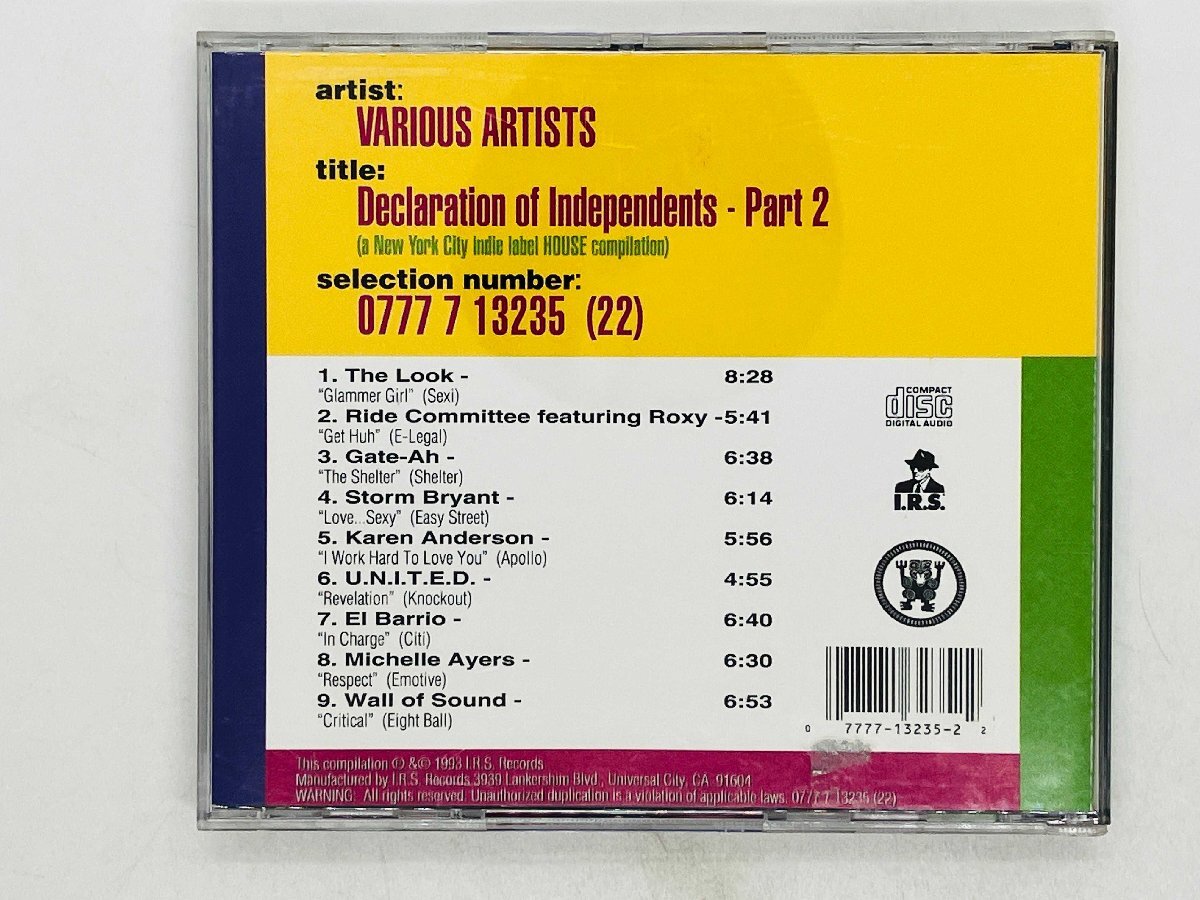 artist:
VARIOUS ARTISTS
title:
Declaration of Independents - Part 2
(a New York City indie label HOUSE compilation)
selection number:
0777 7 13235 (22)
1. The Look - 8:28
"Glammer Girl" (Sexi)
2. Ride Committee featuring Roxy -5:41
"Get Huh" (E-Legal)
3. Gate-Ah - 6:38
"The Shelter" (Shelter)
4. Storm Bryant - 6:14
"Love...Sexy" (Easy Street)
5. Karen Anderson - 5:56
"I Work Hard To Love You" (Apollo)
6. U.N.I.T.E.D. - 4:55
"Revelation" (Knockout)
7. El Barrio - 6:40
"In Charge" (Citi)
8. Michelle Ayers - 6:30
"Respect" (Emotive)
9. Wall of Sound - 6:53
"Critical" (Eight Ball)
COMPACT
disc
DIGITAL AUDIO
I.R.S.
0 7777-13235-2 2
This compilation ℗ &© 1993 I.R.S. Records
Manufactured by I.R.S. Records 3939 Lankershim Blvd., Universal City, CA 91604
WARNING: All rights reserved. Unauthorized duplication is a violation of applicable laws. 0777 7 13235 (22)